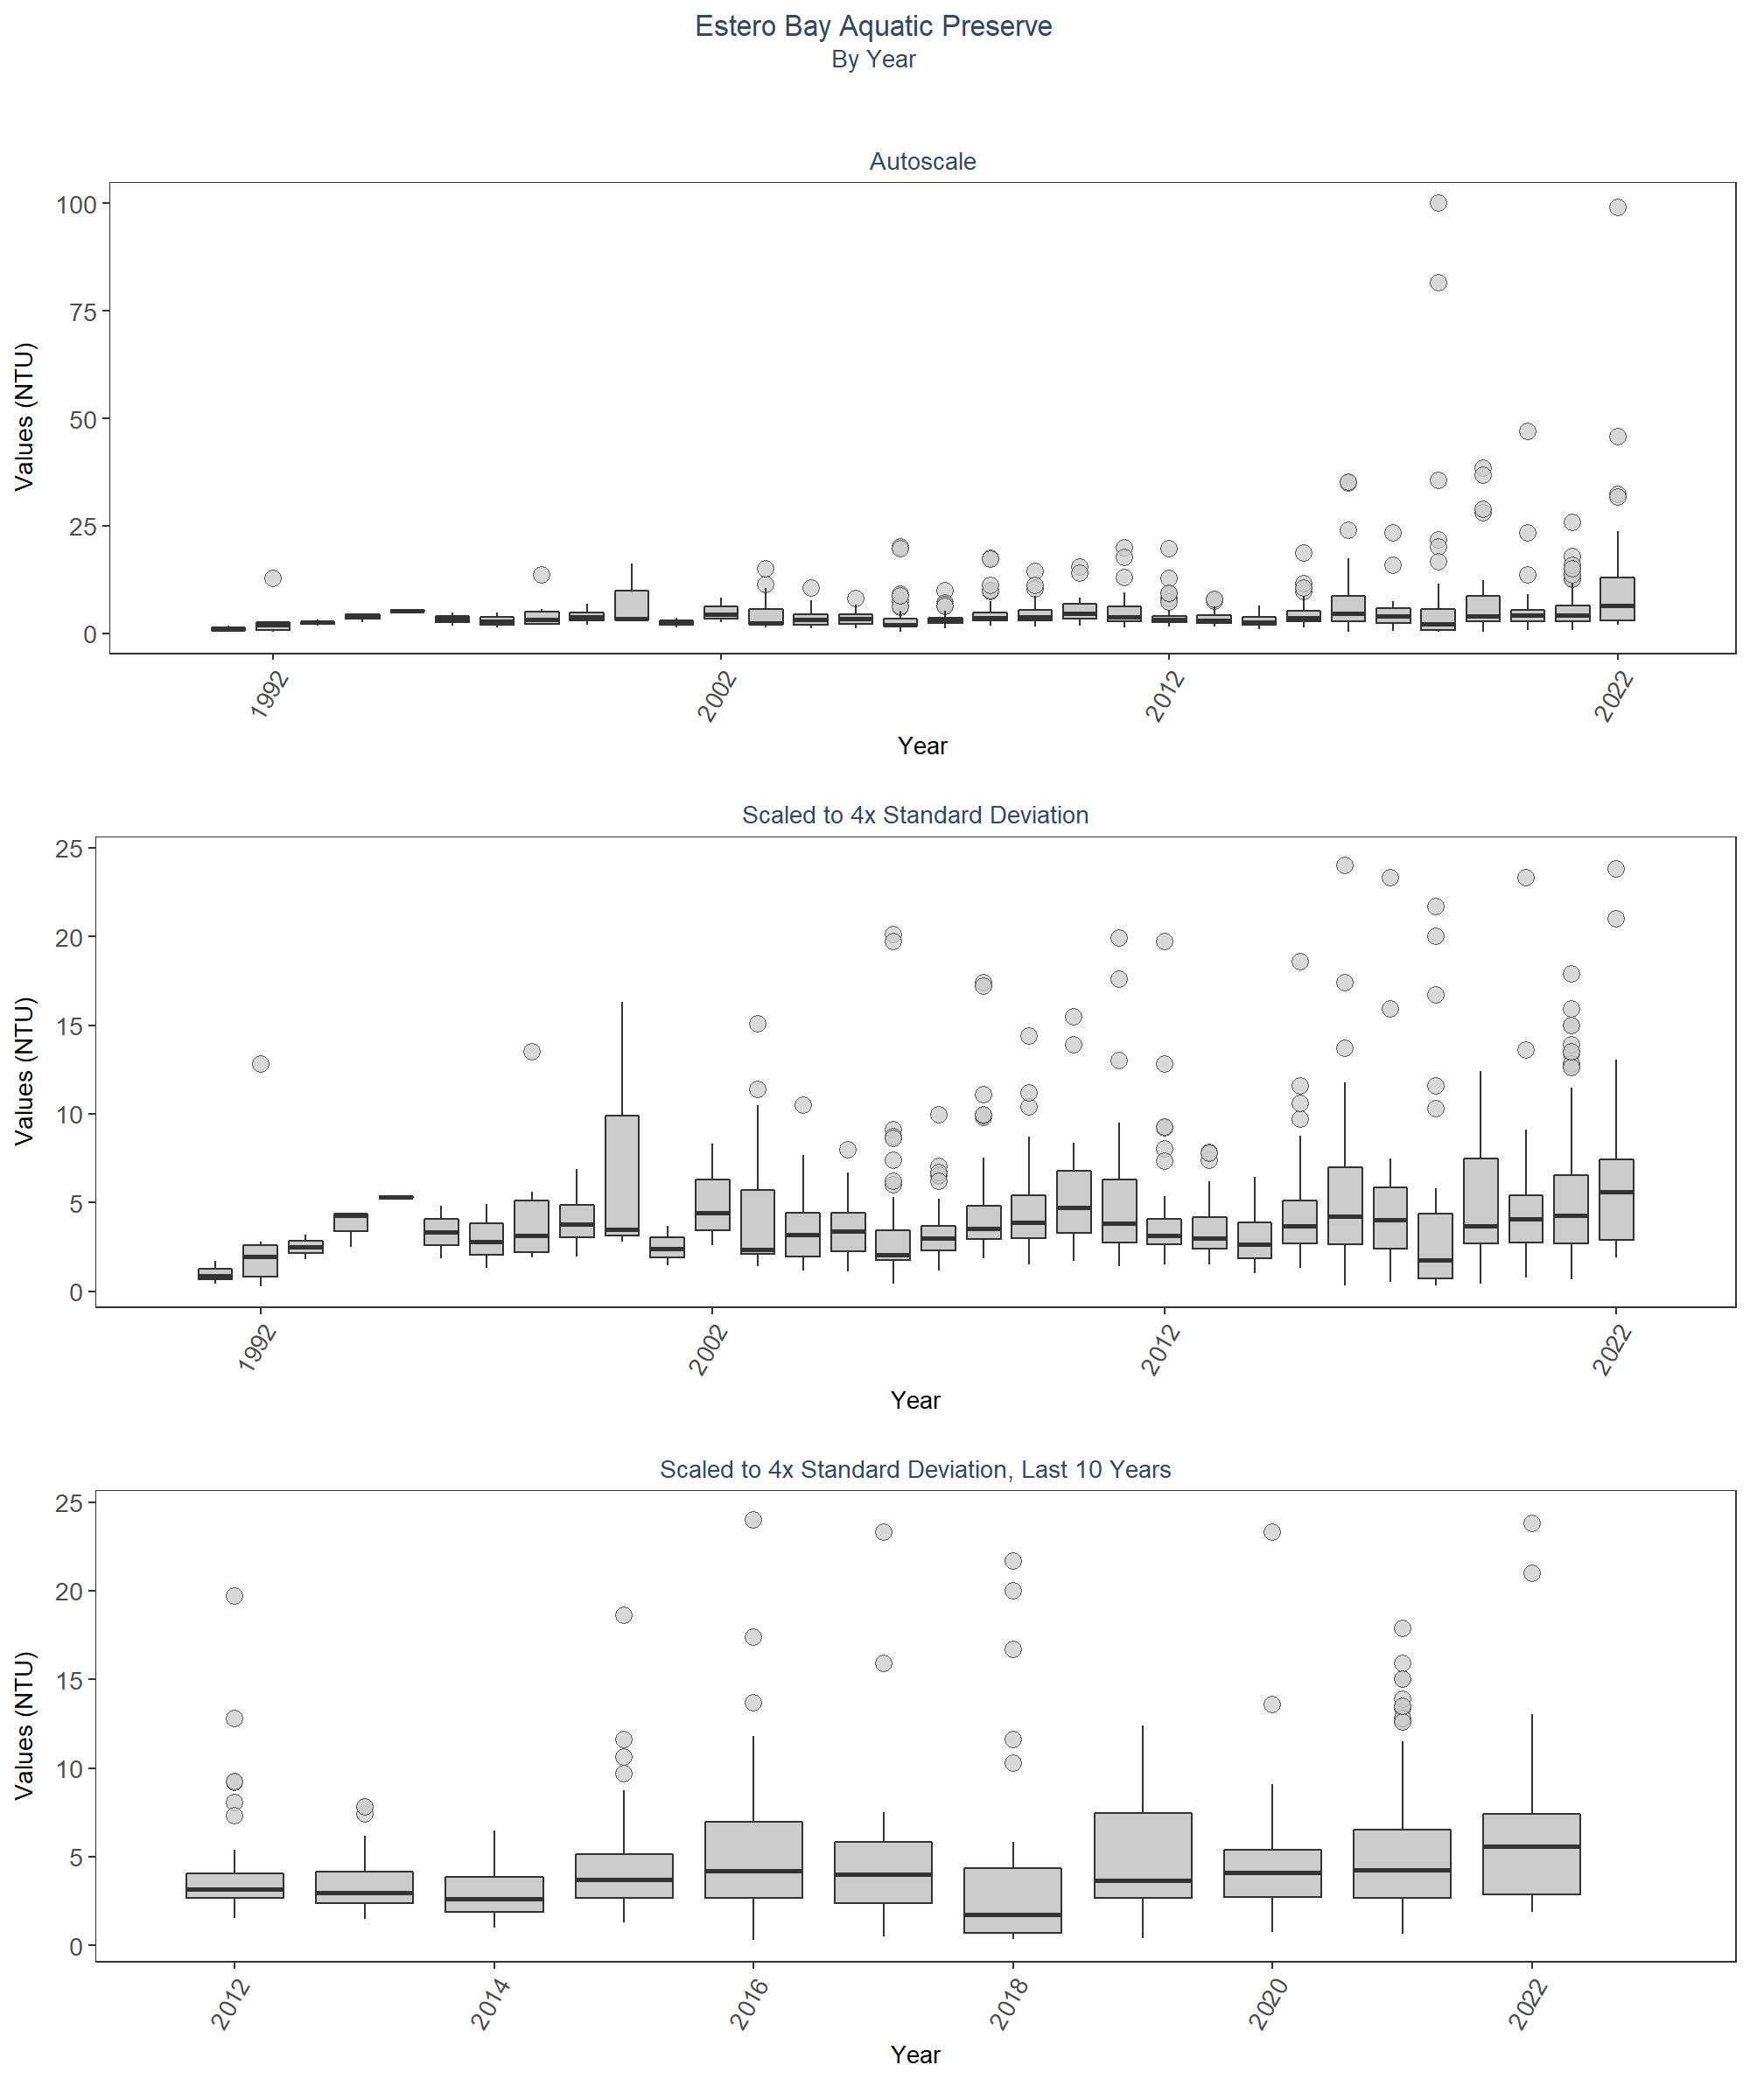 Estero Bay Aquatic Preserve
By Year
Autoscale
Values (NTU)
100
75
50
25
0
1992
2002
2012
2022
Year
Scaled to 4x Standard Deviation
Values (NTU)
25
20
15
10
5
0
1992
2002
2012
2022
Year
Scaled to 4x Standard Deviation, Last 10 Years
Values (NTU)
25
20
15
10
5
0
2012
2014
2016
2018
2020
2022
Year